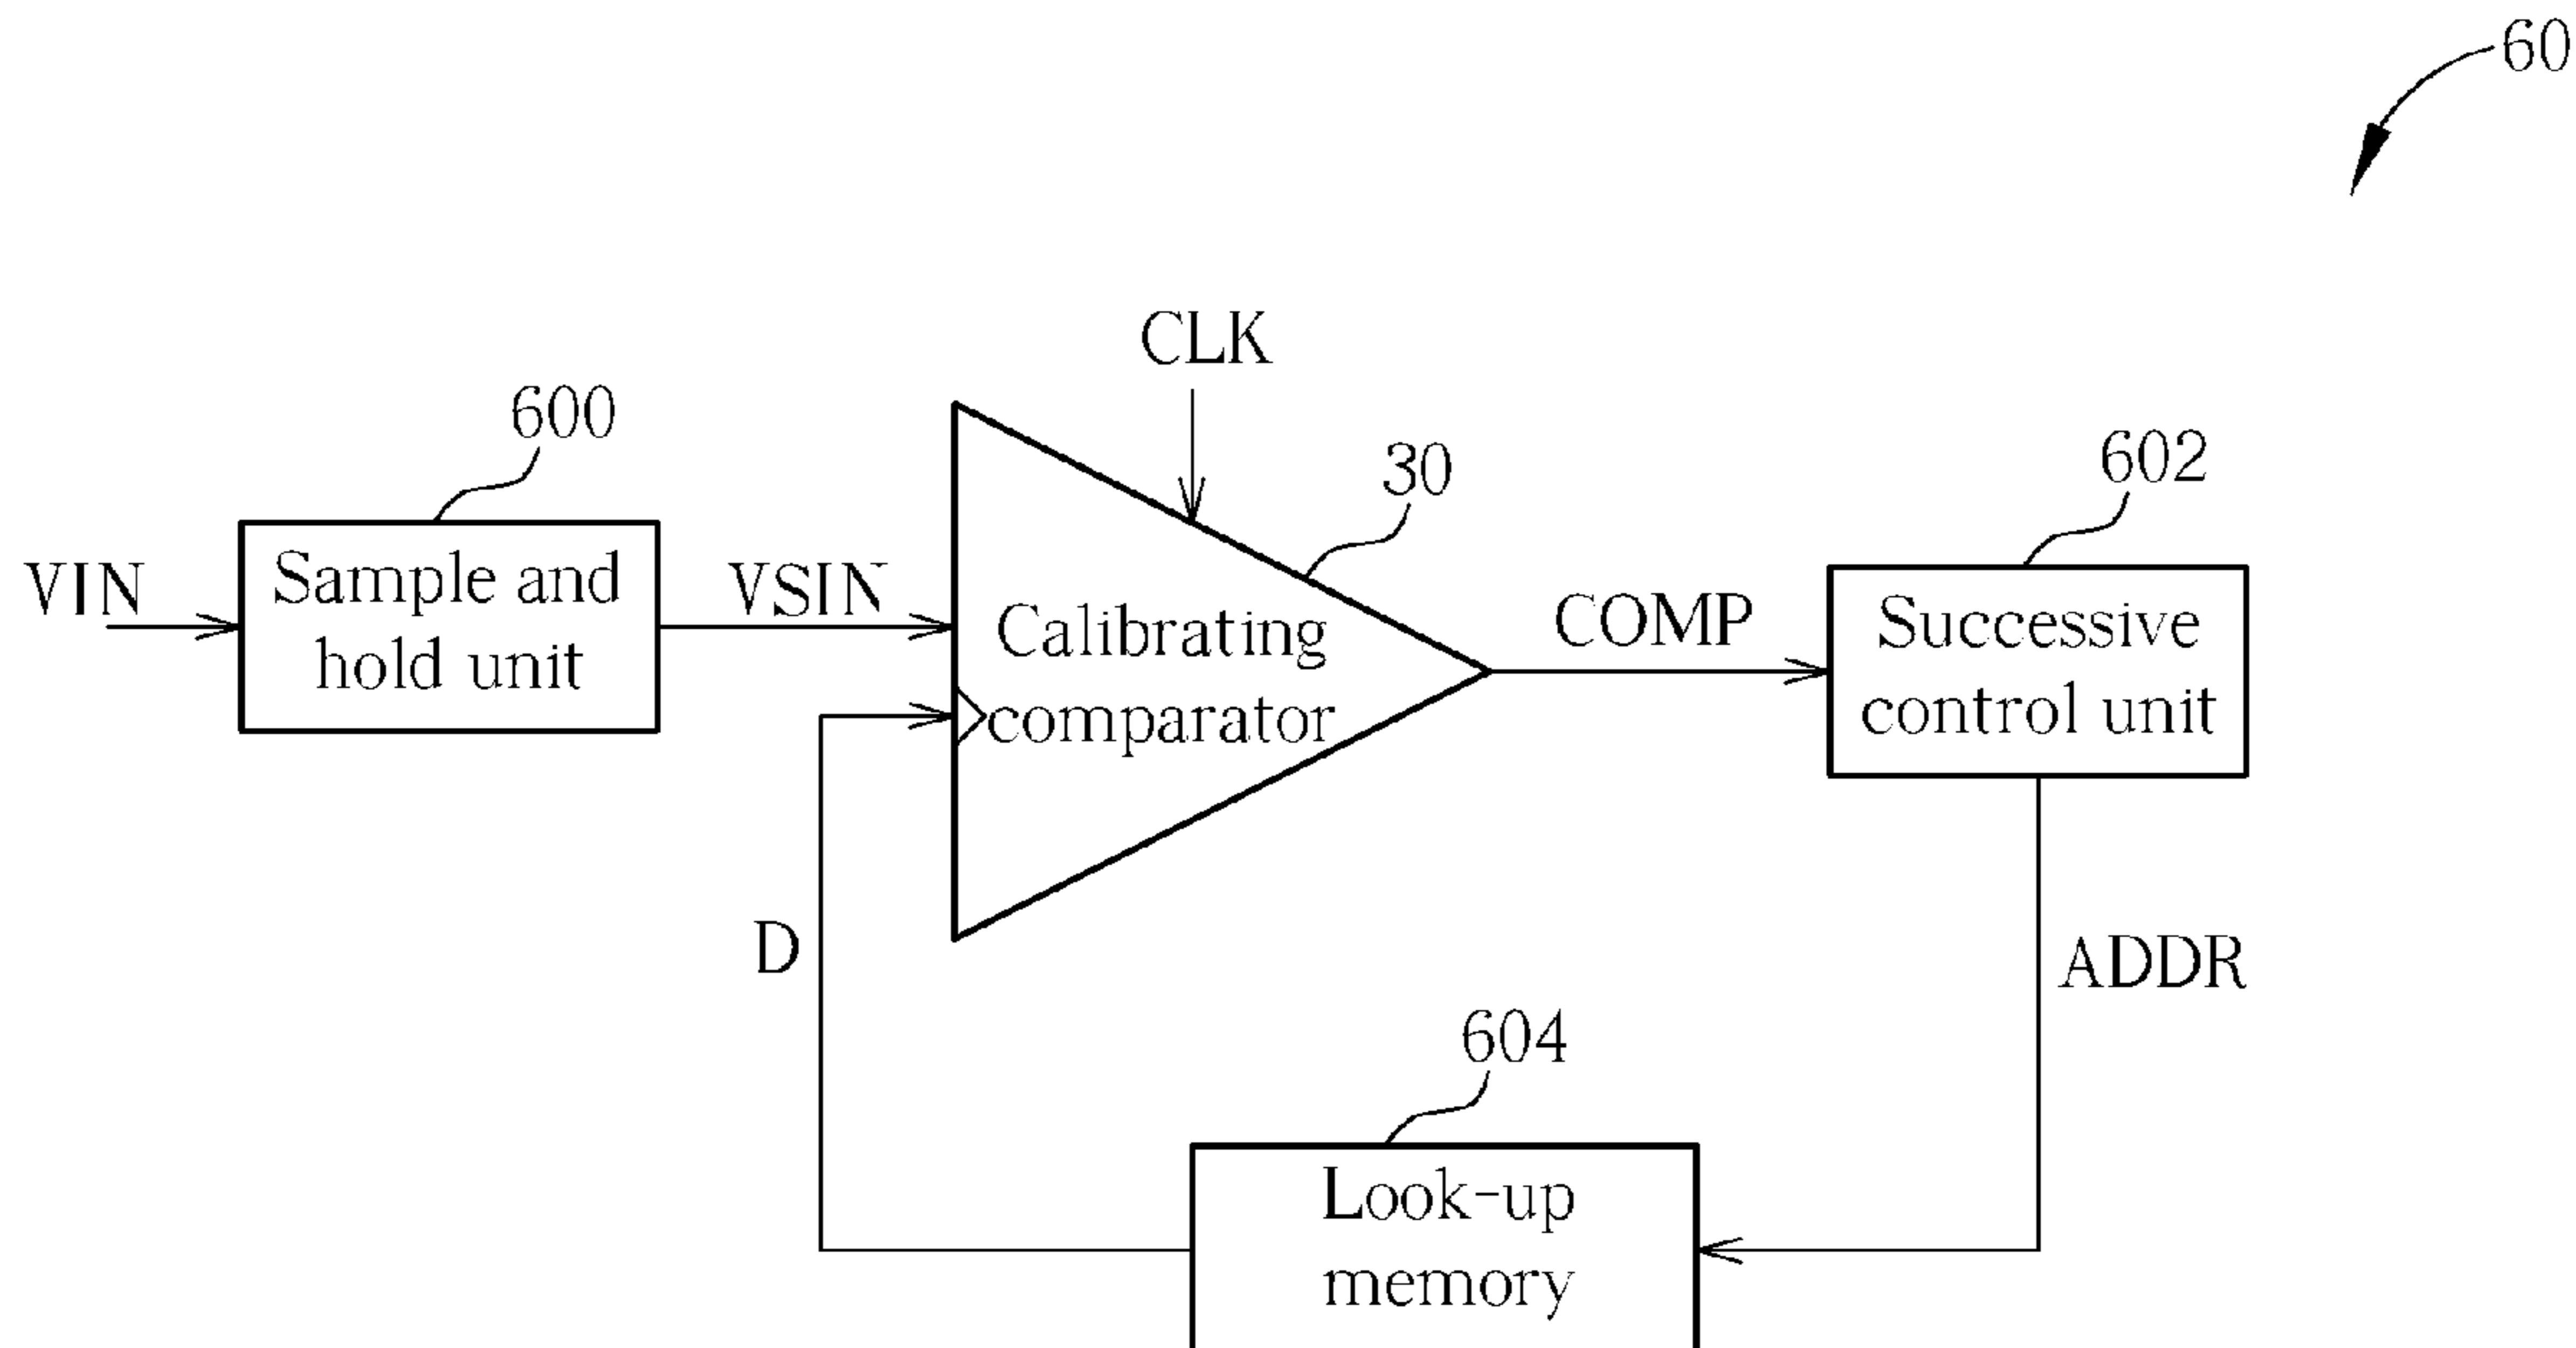 60
CLK
600
30
602
VIN
Sample and
hold unit
VSIN
Calibrating
comparator
COMP
Successive
control unit
D
ADDR
604
Look-up
memory